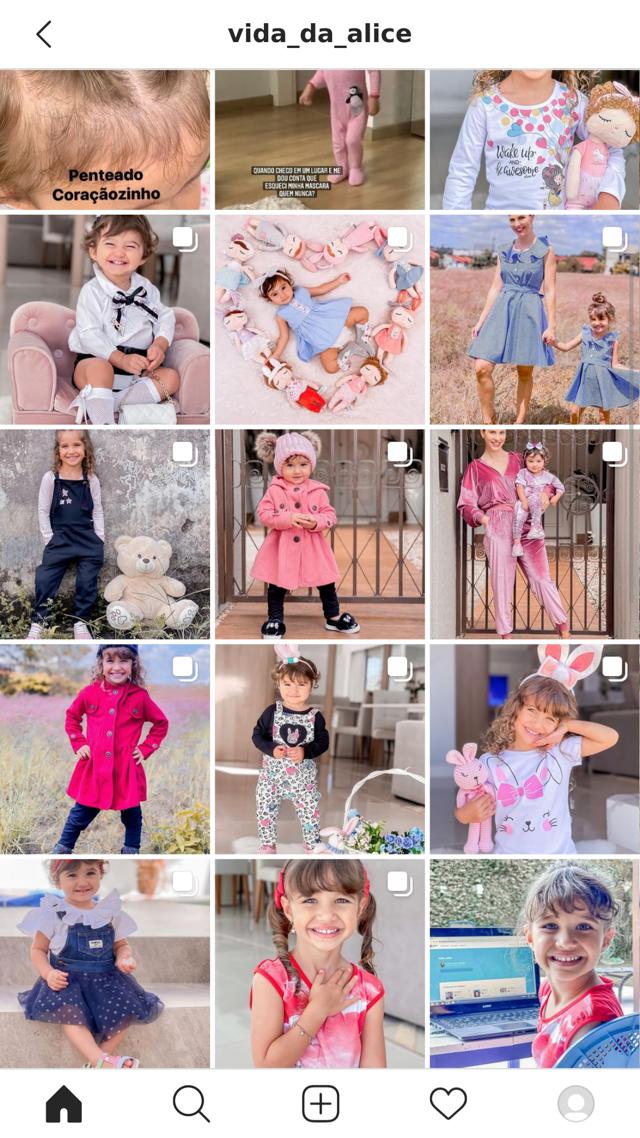 vida_da_alice
Penteado
Coraçãozinho
QUANDO CHEGO EM UM LUGAR E ME
DOU CONTA QUE
ESQUECI MINHA MASCARA
QUEM NUNCA?
Wake up
AND
be awesome